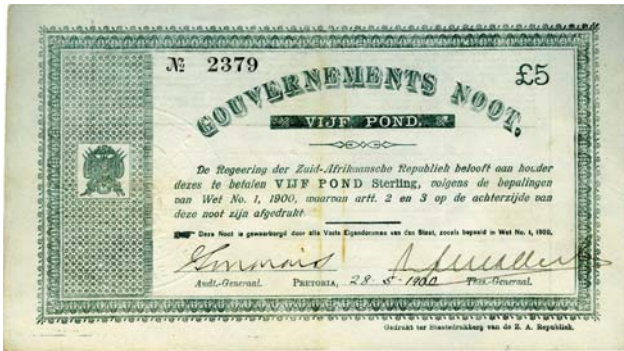 № 2379
£5
GOUVERNEMENTS NOOT.
VIJF POND.
De Regeering der Zuid-Afrikaansche Republiek belooft aan houder
dezes te betalen VIJF POND Sterling, volgens de bepalingen
van Wet No. 1, 1900, waarvan artt. 2 en 3 op de achterzijde van
deze noot zijn afgedrukt.
Deze Noot is gewaarborgd door alle Vaste Eigendommen van den Staat, zooals bepaald in Wet No. 1, 1900,
Audt.-Generaal. PRETORIA, 28-5-1900 Thes.-Generaal.
Gedrukt ter Staatsdrukkerij van de Z. A. Republiek.